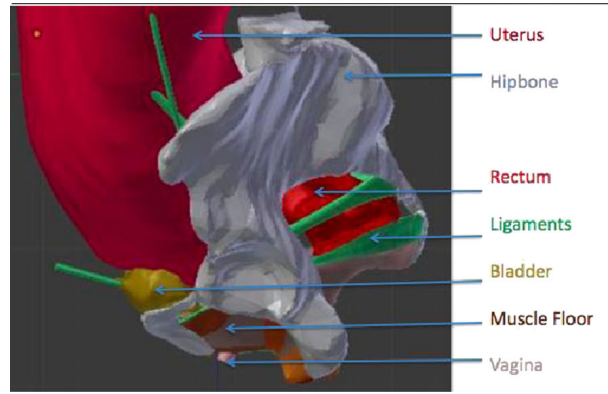 Uterus
Hipbone
Rectum
Ligaments
Bladder
Muscle Floor
Vagina